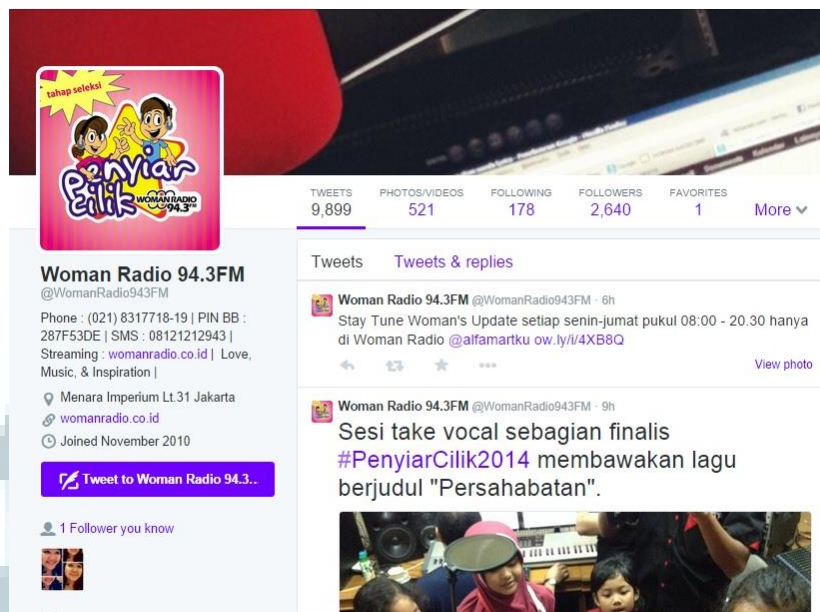 tahap seleksi
Penyiar
Cilik
WOMAN RADIO
94.3FM
TWEETS
9,899
PHOTOS/VIDEOS
521
FOLLOWING
178
FOLLOWERS
2,640
FAVORITES
1
More
Woman Radio 94.3FM
@WomanRadio943FM
Phone : (021) 8317718-19 | PIN BB :
287F53DE | SMS : 08121212943 |
Streaming : womanradio.co.id | Love,
Music, & Inspiration |
Menara Imperium Lt.31 Jakarta
womanradio.co.id
Joined November 2010
Tweet to Woman Radio 94.3...
1 Follower you know
Tweets Tweets & replies
Woman Radio 94.3FM @WomanRadio943FM · 6h
Stay Tune Woman's Update setiap senin-jumat pukul 08:00 - 20.30 hanya
di Woman Radio @alfamartku ow.ly/i/4XB8Q
View photo
Woman Radio 94.3FM @WomanRadio943FM · 9h
Sesi take vocal sebagian finalis
#PenyiarCilik2014 membawakan lagu
berjudul "Persahabatan".